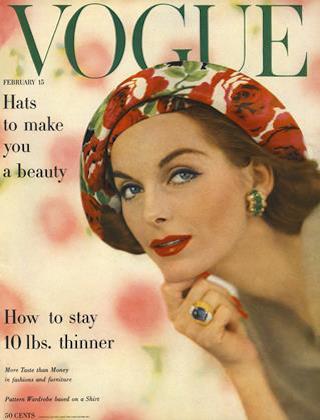 VOGUE
FEBRUARY 15
Hats
to make
you
a beauty
How to stay
10 lbs. thinner
More Taste than Money
in fashions and furniture
Pattern Wardrobe based on a Shirt
50 CENTS